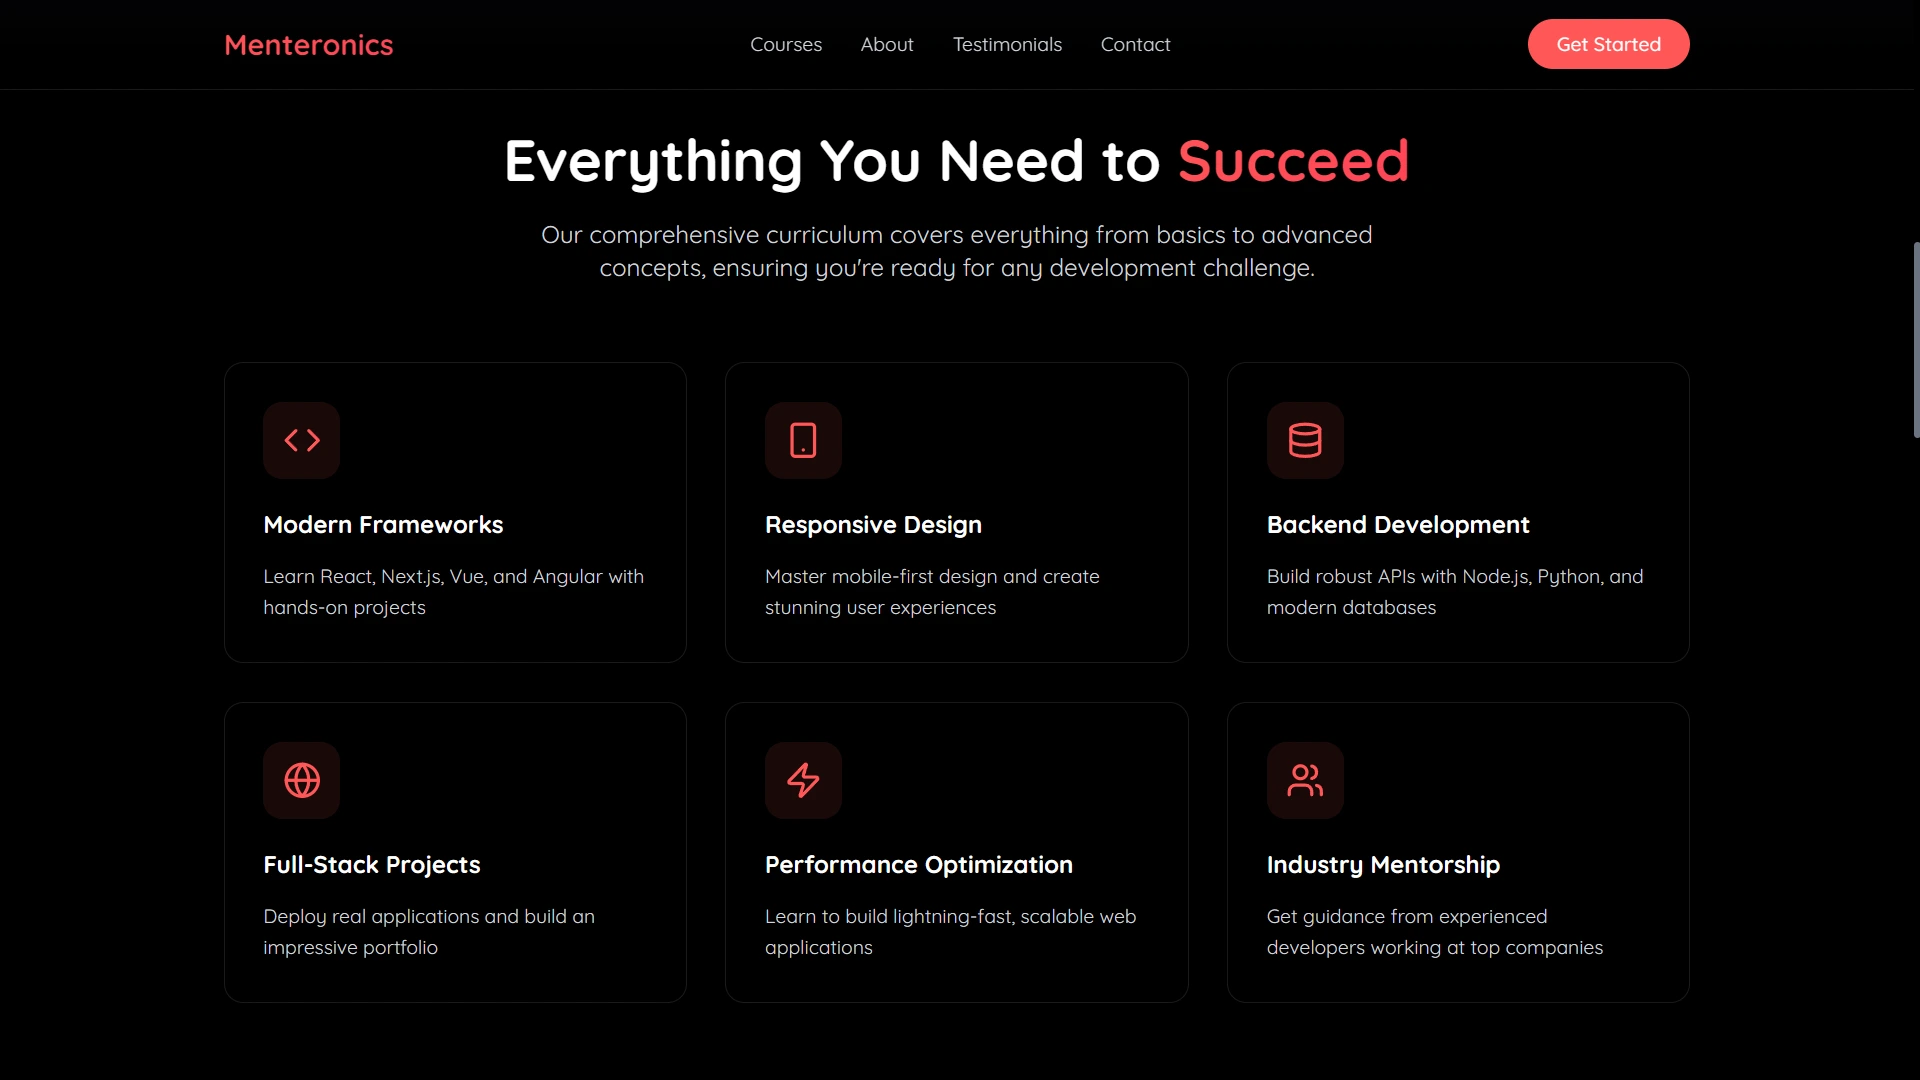 Menteronics
Courses
About
Testimonials
Contact
Get Started
Everything You Need to Succeed
Our comprehensive curriculum covers everything from basics to advanced
concepts, ensuring you're ready for any development challenge.
Modern Frameworks
Learn React, Next.js, Vue, and Angular with
hands-on projects
Responsive Design
Master mobile-first design and create
stunning user experiences
Backend Development
Build robust APIs with Node.js, Python, and
modern databases
Full-Stack Projects
Deploy real applications and build an
impressive portfolio
Performance Optimization
Learn to build lightning-fast, scalable web
applications
Industry Mentorship
Get guidance from experienced
developers working at top companies